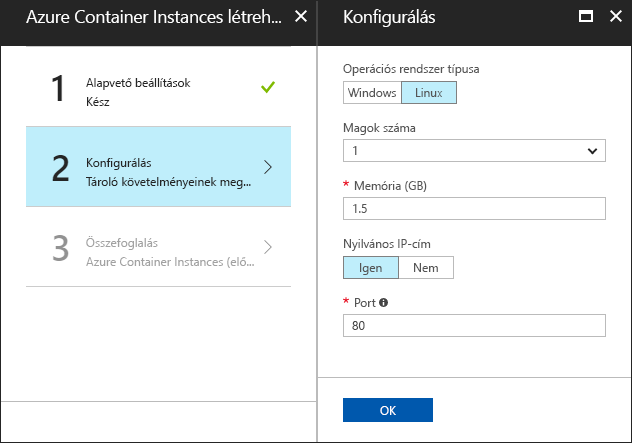 Azure Container Instances létreh...
1
Alapvető beállítások
Kész
2
Konfigurálás
Tároló követelményeinek meg...
3
Összefoglalás
Azure Container Instances (elő...
Konfigurálás
Operációs rendszer típusa
Windows Linux
Magok száma
1
* Memória (GB)
1.5
Nyilvános IP-cím
Igen Nem
* Port
80
OK